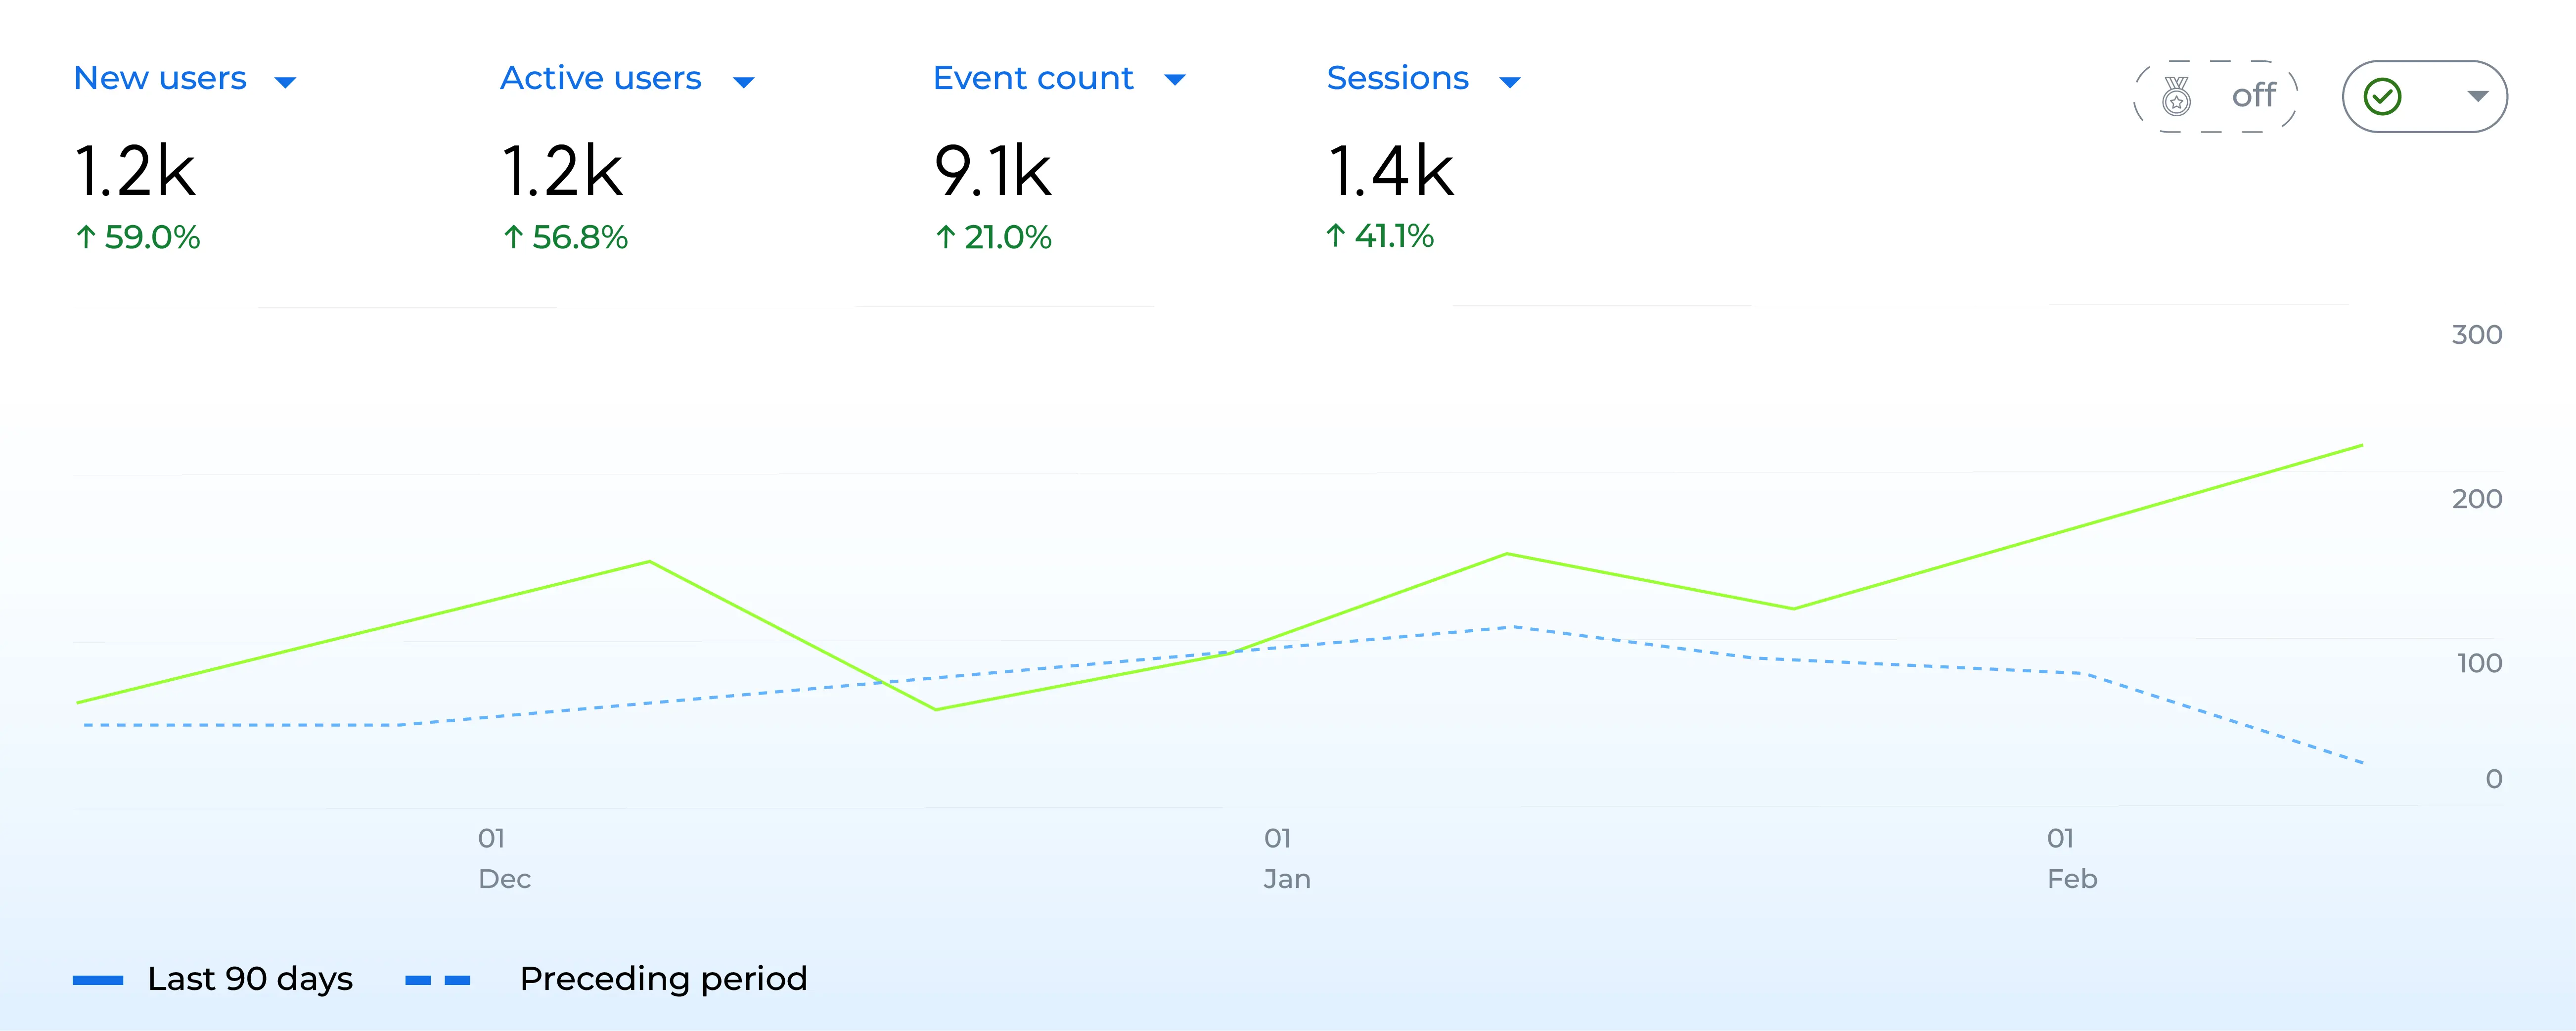 New users
Active users
Event count
Sessions
off
1.2k
1.2k
9.1k
1.4k
↑ 59.0%
↑ 56.8%
↑ 21.0%
↑ 41.1%
300
200
100
0
01
Dec
01
Jan
01
Feb
Last 90 days
Preceding period